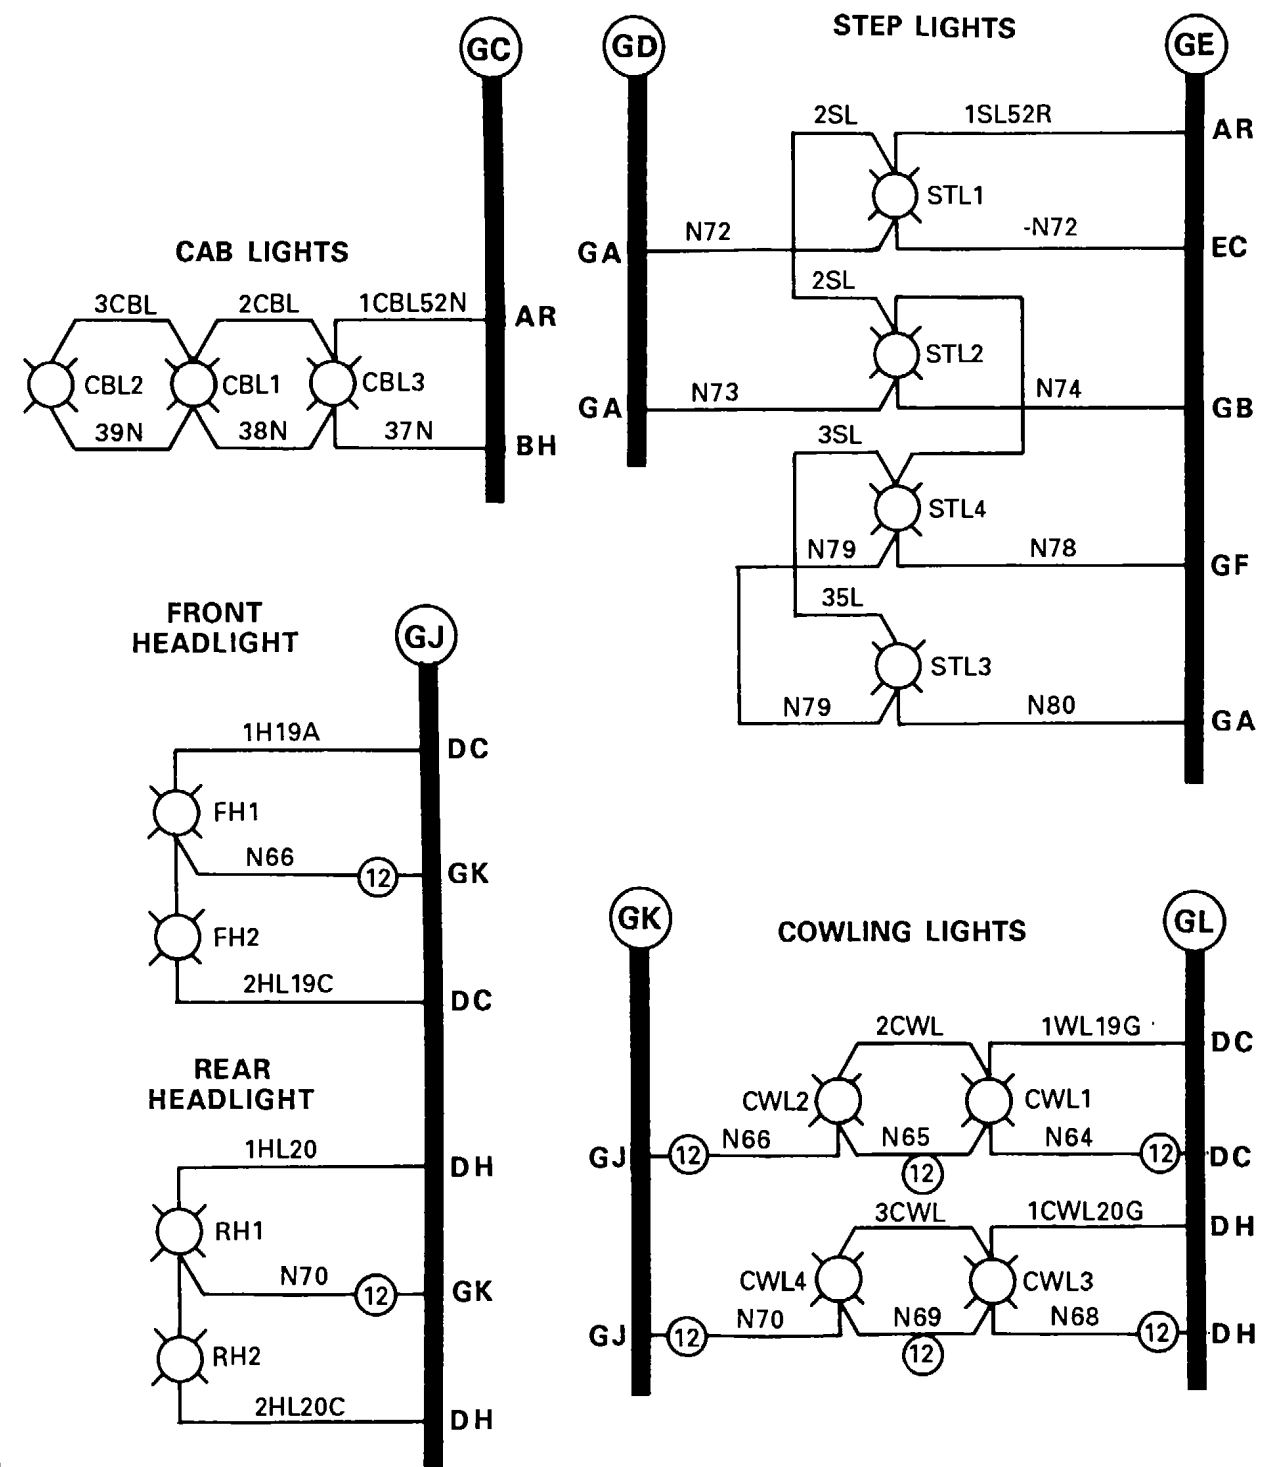 GC
CAB LIGHTS
3CBL
2CBL
1CBL52N
AR
CBL2
CBL1
CBL3
39N
38N
37N
BH
GD
STEP LIGHTS
GE
2SL
1SL52R
AR
STL1
GA
N72
-N72
EC
2SL
STL2
GA
N73
N74
GB
3SL
STL4
N79
N78
GF
35L
STL3
N79
N80
GA
FRONT
HEADLIGHT
GJ
1H19A
DC
FH1
N66
12
GK
FH2
2HL19C
DC
REAR
HEADLIGHT
1HL20
DH
RH1
N70
12
GK
RH2
2HL20C
DH
GK
COWLING LIGHTS
GL
2CWL
1WL19G
DC
CWL2
CWL1
GJ
12
N66
N65
12
N64
12
DC
3CWL
1CWL20G
DH
CWL4
CWL3
GJ
12
N70
N69
12
N68
12
DH